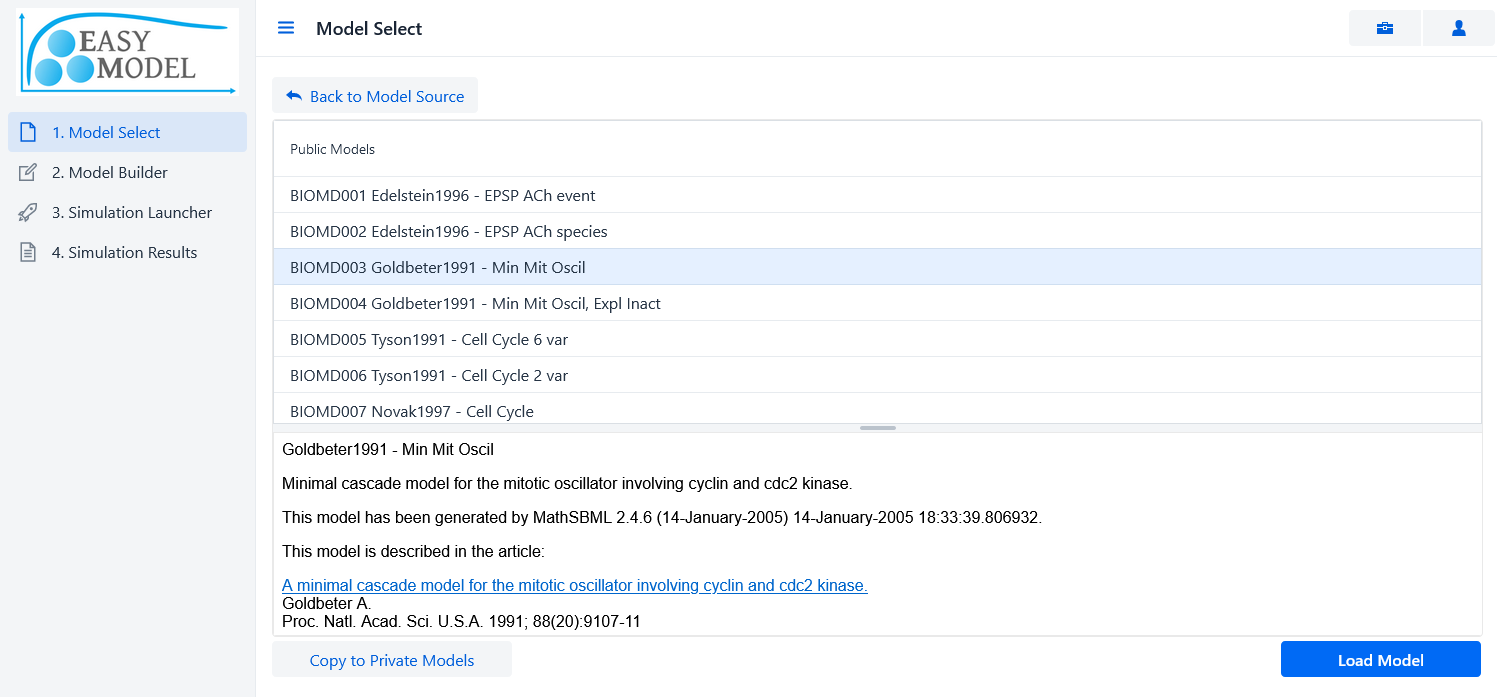 EASY
MODEL
Model Select
1. Model Select
2. Model Builder
3. Simulation Launcher
4. Simulation Results
Back to Model Source
Public Models
BIOMD001 Edelstein1996 - EPSP ACh event
BIOMD002 Edelstein1996 - EPSP ACh species
BIOMD003 Goldbeter1991 - Min Mit Oscil
BIOMD004 Goldbeter1991 - Min Mit Oscil, Expl Inact
BIOMD005 Tyson1991 - Cell Cycle 6 var
BIOMD006 Tyson1991 - Cell Cycle 2 var
BIOMD007 Novak1997 - Cell Cycle
Goldbeter1991 - Min Mit Oscil
Minimal cascade model for the mitotic oscillator involving cyclin and cdc2 kinase.
This model has been generated by MathSBML 2.4.6 (14-January-2005) 14-January-2005 18:33:39.806932.
This model is described in the article:
A minimal cascade model for the mitotic oscillator involving cyclin and cdc2 kinase.
Goldbeter A.
Proc. Natl. Acad. Sci. U.S.A. 1991; 88(20):9107-11
Copy to Private Models
Load Model